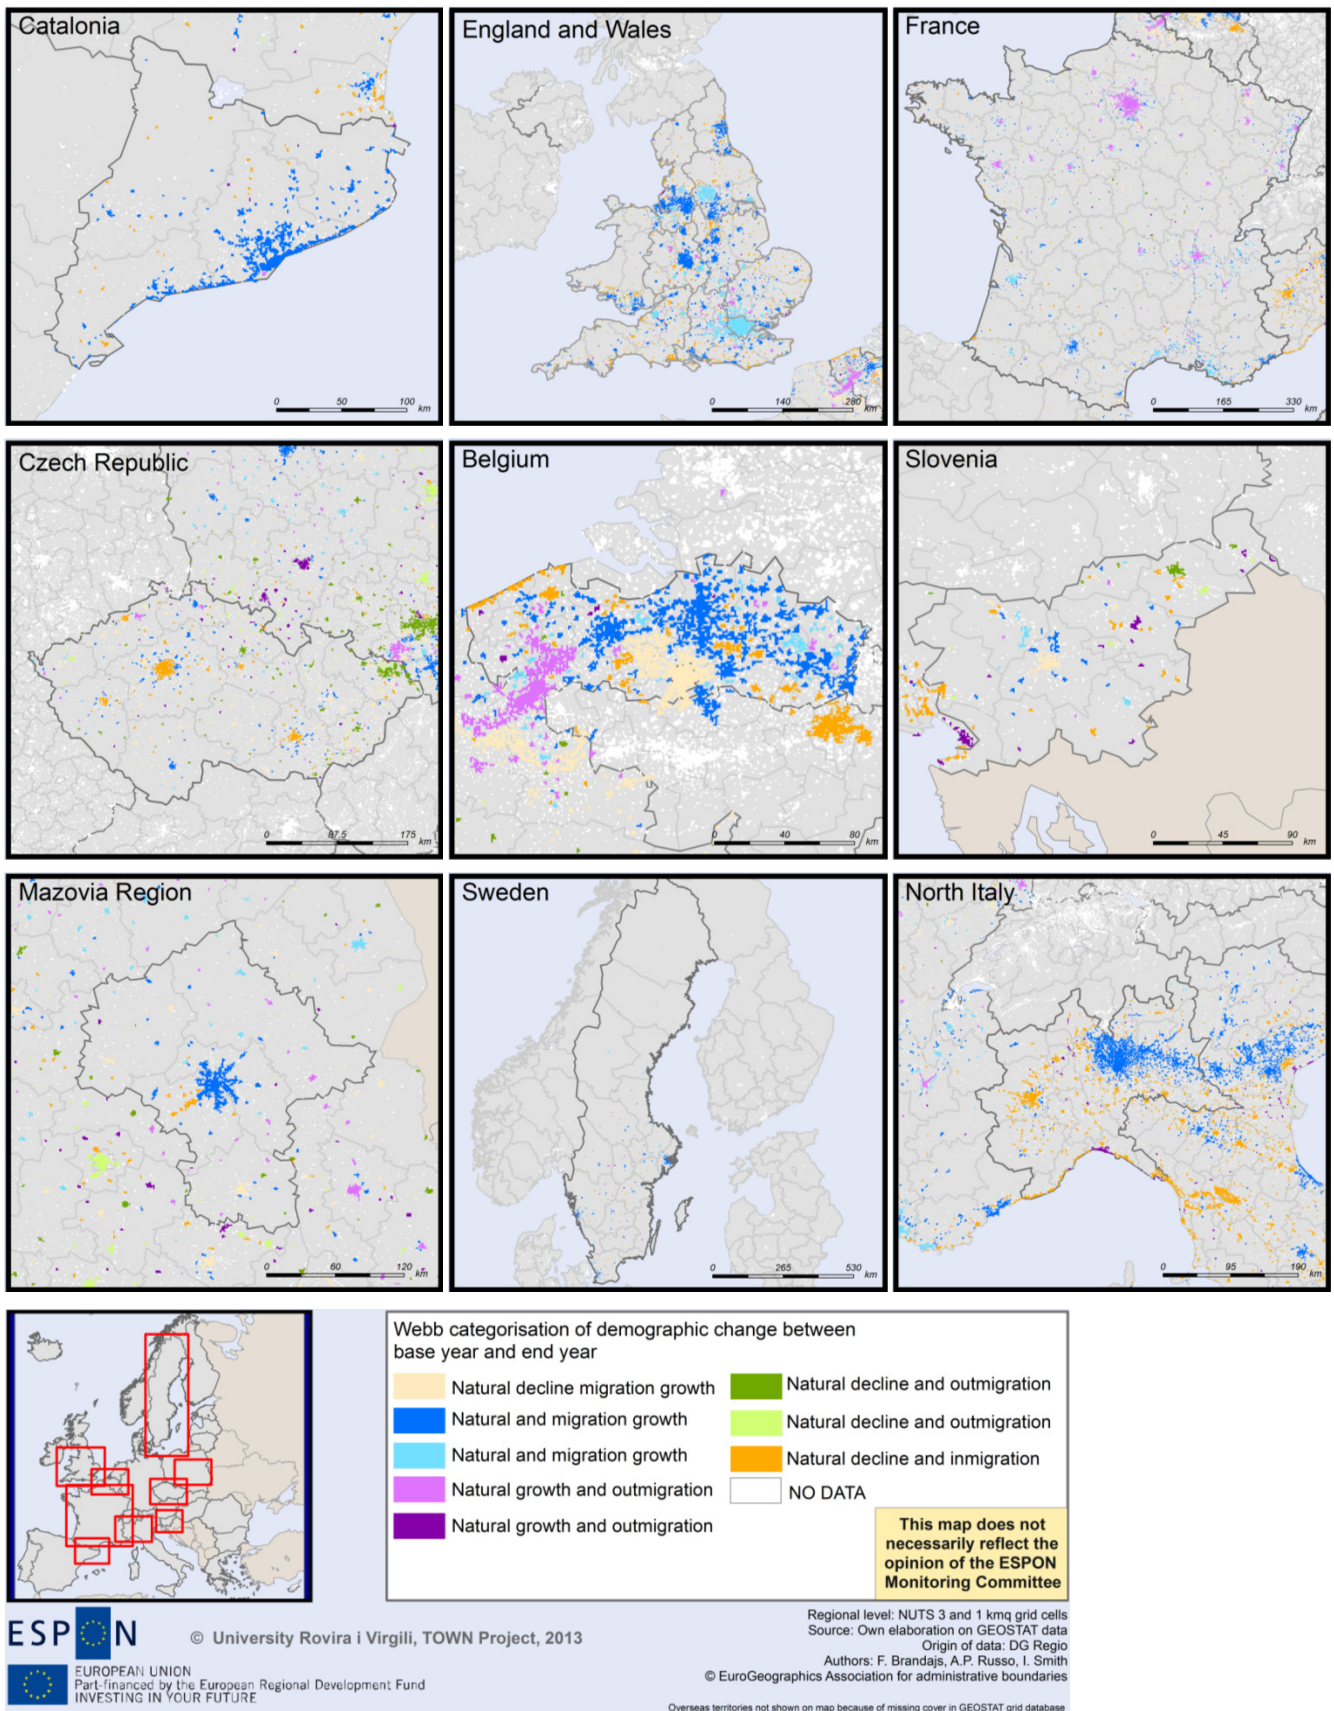 Catalonia
0 50 100
km
England and Wales
0 140 280
km
France
0 165 330
km
Czech Republic
0 87.5 175
km
Belgium
0 40 80
km
Slovenia
0 45 90
km
Mazovia Region
0 60 120
km
Sweden
0 265 530
km
North Italy
0 95 190
km
Webb categorisation of demographic change between
base year and end year
Natural decline migration growth
Natural and migration growth
Natural and migration growth
Natural growth and outmigration
Natural growth and outmigration
Natural decline and outmigration
Natural decline and outmigration
Natural decline and inmigration
NO DATA
This map does not
necessarily reflect the
opinion of the ESPON
Monitoring Committee
ESPON
© University Rovira i Virgili, TOWN Project, 2013
EUROPEAN UNION
Part-financed by the European Regional Development Fund
INVESTING IN YOUR FUTURE
Regional level: NUTS 3 and 1 kmq grid cells
Source: Own elaboration on GEOSTAT data
Origin of data: DG Regio
Authors: F. Brandajs, A.P. Russo, I. Smith
© EuroGeographics Association for administrative boundaries
Overseas territories not shown on map because of missing cover in GEOSTAT grid database